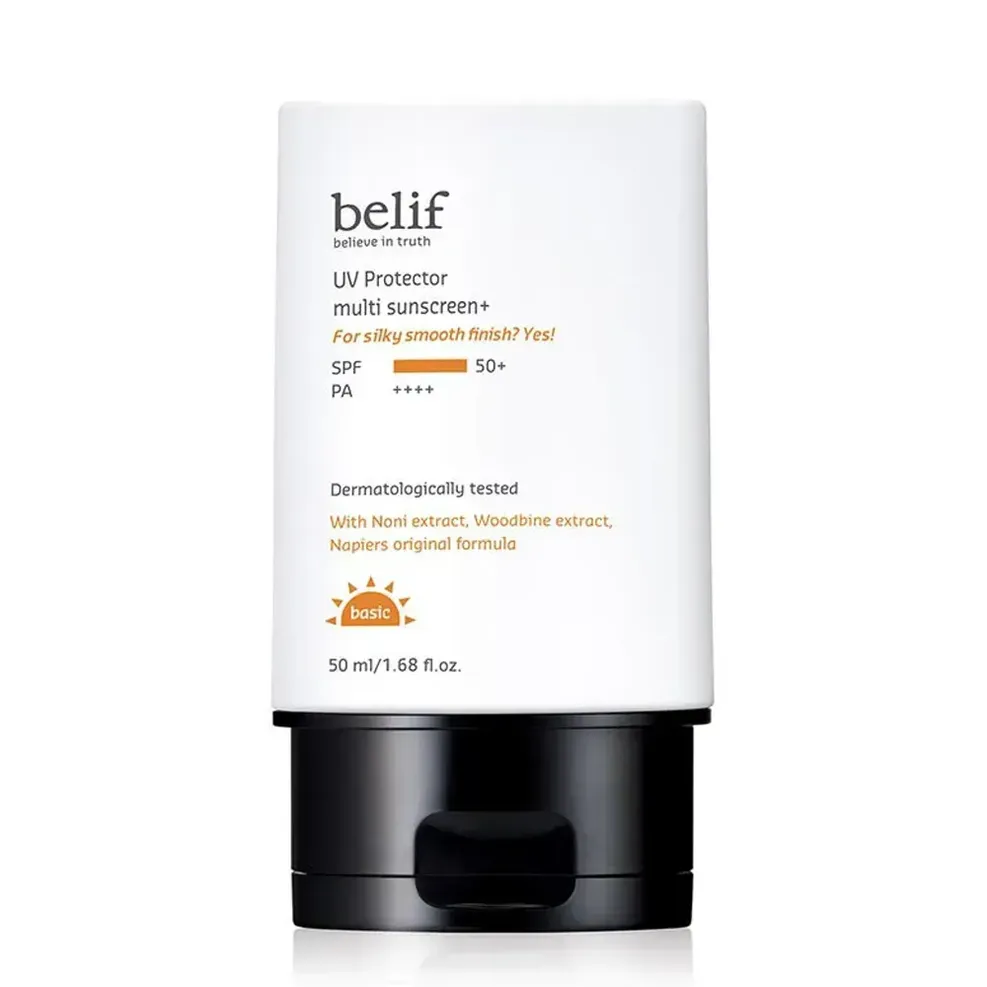 belif
believe in truth
UV Protector
multi sunscreen+
For silky smooth finish? Yes!
SPF 50+
PA ++++
Dermatologically tested
With Noni extract, Woodbine extract,
Napiers original formula
basic
50 ml/1.68 fl.oz.